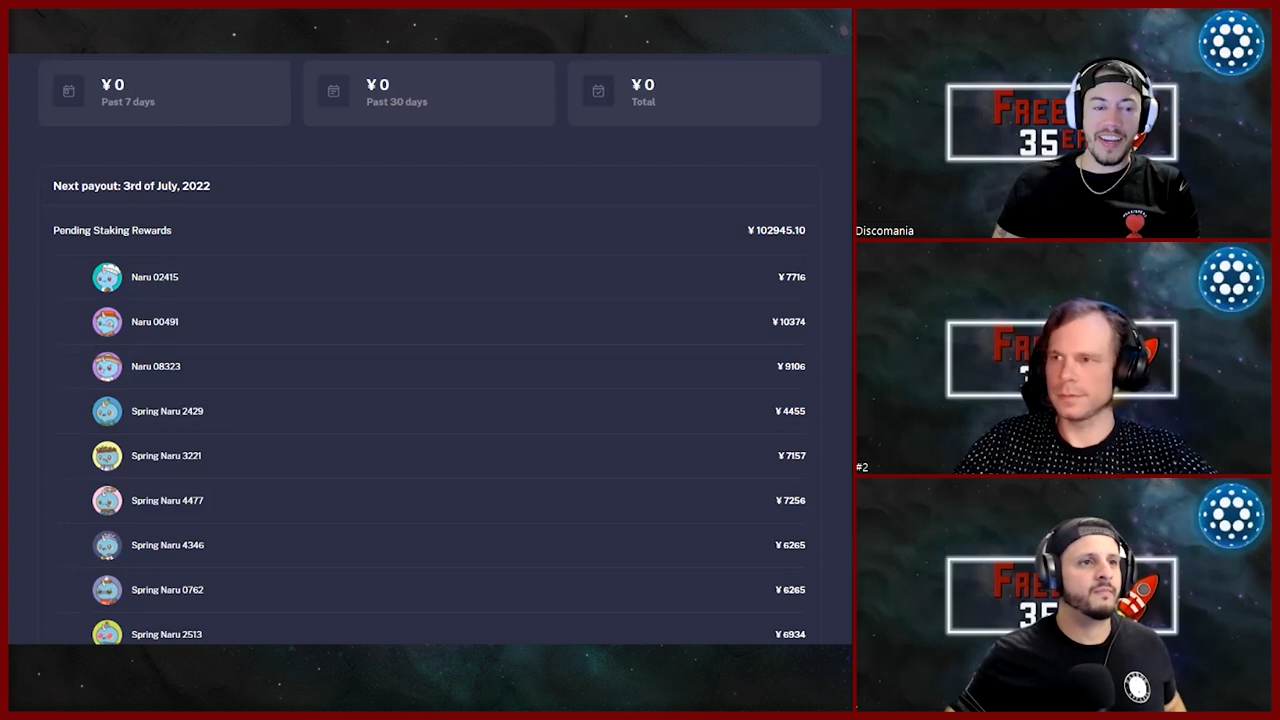 ¥ 0
Past 7 days
¥ 0
Past 30 days
¥ 0
Total
Next payout: 3rd of July, 2022
Pending Staking Rewards
¥ 102945.10
Naru 02415
¥ 7716
Naru 00491
¥ 10374
Naru 08323
¥ 9106
Spring Naru 2429
¥ 4455
Spring Naru 3221
¥ 7157
Spring Naru 4477
¥ 7256
Spring Naru 4346
¥ 6265
Spring Naru 0762
¥ 6265
Spring Naru 2513
¥ 6934
Discomania
#2
35